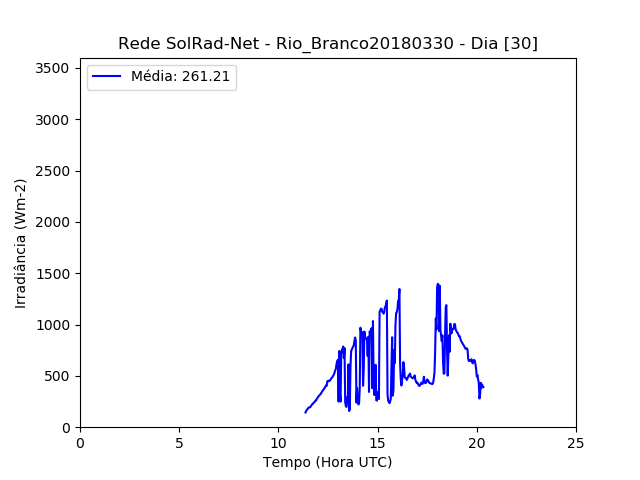 Rede SolRad-Net - Rio_Branco20180330 - Dia [30]
Média: 261.21
3500
3000
2500
2000
1500
1000
500
0
Irradiância (Wm-2)
0 5 10 15 20 25
Tempo (Hora UTC)